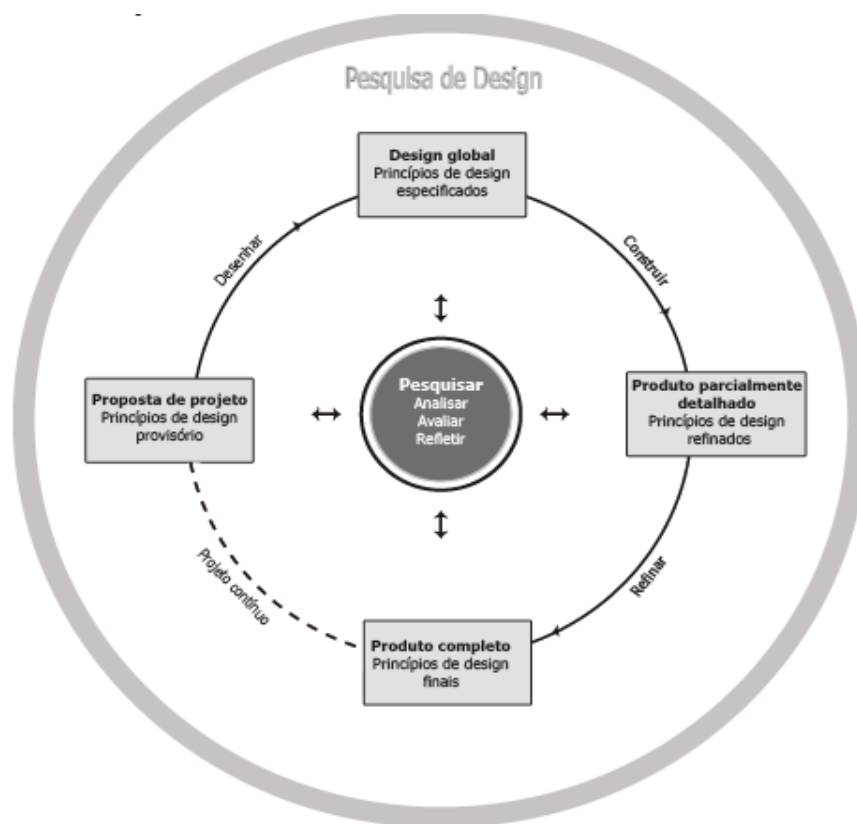 Pesquisa de Design
Design global
Princípios de design
especificados
Desenhar
Construir
Proposta de projeto
Princípios de design
provisório
Pesquisar
Analisar
Avaliar
Refletir
Produto parcialmente
detalhado
Princípios de design
refinados
Projeto contínuo
Refinar
Produto completo
Princípios de design
finais